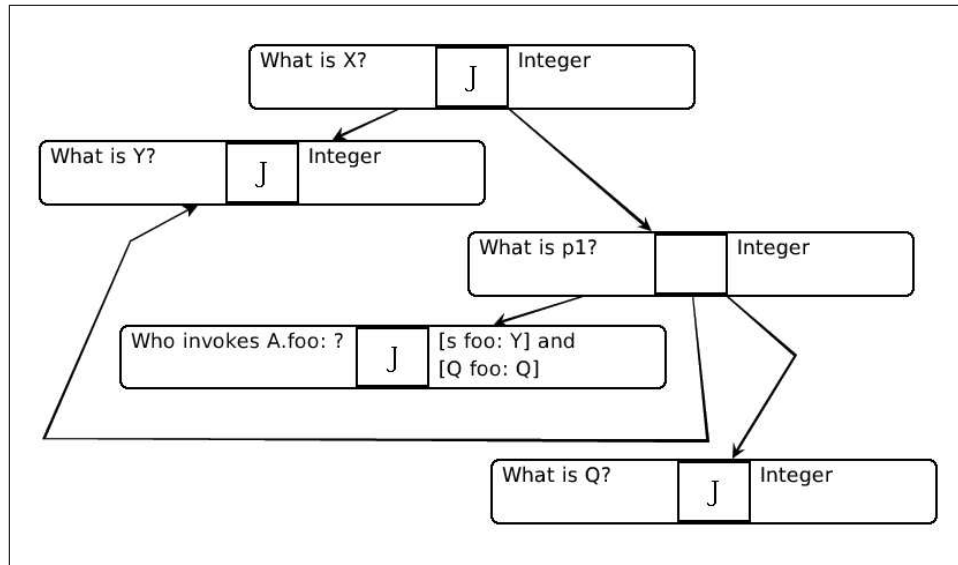 What is X? J Integer
What is Y? J Integer
What is p1? Integer
Who invokes A.foo: ? J [s foo: Y] and
[Q foo: Q]
What is Q? J Integer